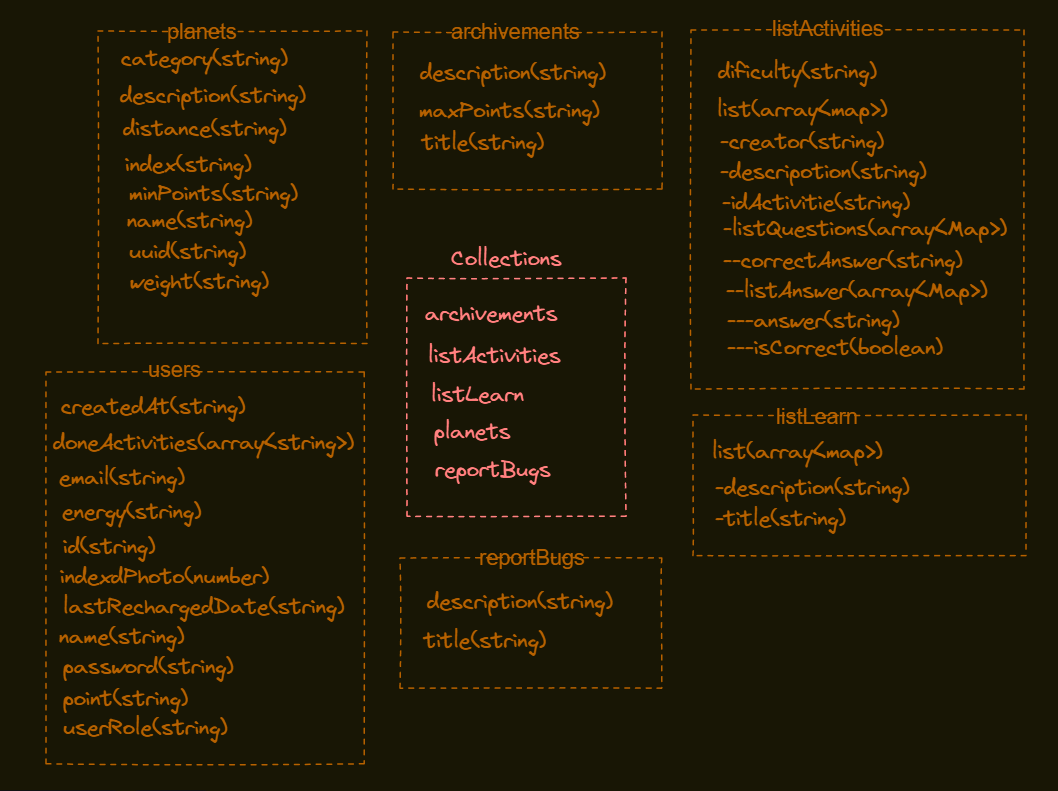 planets
category(string)
description(string)
distance(string)
index(string)
minPoints(string)
name(string)
uuid(string)
weight(string)
archivements
description(string)
maxPoints(string)
title(string)
listActivities
dificulty(string)
list(array<map>)
-creator(string)
-descripotion(string)
-idActivitie(string)
-listQuestions(array<Map>)
--correctAnswer(string)
--listAnswer(array<Map>)
---answer(string)
---isCorrect(boolean)
Collections
archivements
listActivities
listLearn
planets
reportBugs
users
createdAt(string)
doneActivities(array<string>)
email(string)
energy(string)
id(string)
indexdPhoto(number)
lastRechargedDate(string)
name(string)
password(string)
point(string)
userRole(string)
reportBugs
description(string)
title(string)
listLearn
list(array<map>)
-description(string)
-title(string)